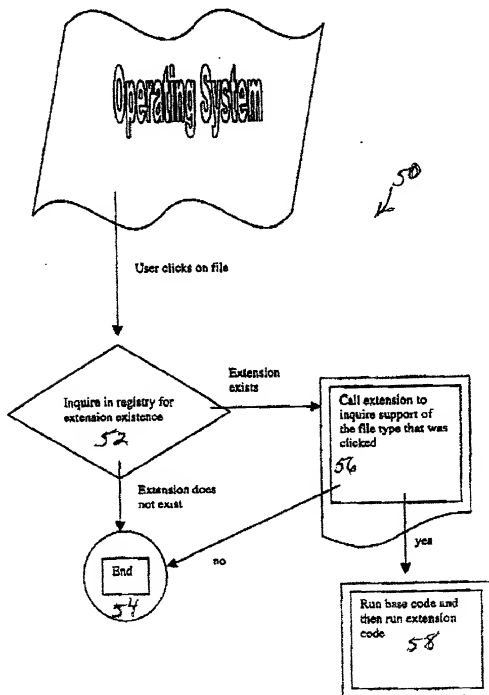 Operating System
50
User clicks on file
Inquire in registry for
extension existence
52
Extension
exists
Call extension to
inquire support of
the file type that was
clicked
56
Extension does
not exist
no
yes
End
54
Run base code and
then run extension
code
58